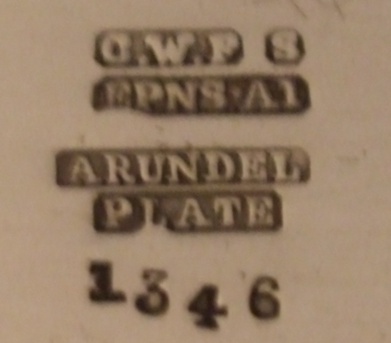 G.W.P S
EPNS·A1
ARUNDEL
PLATE
1346